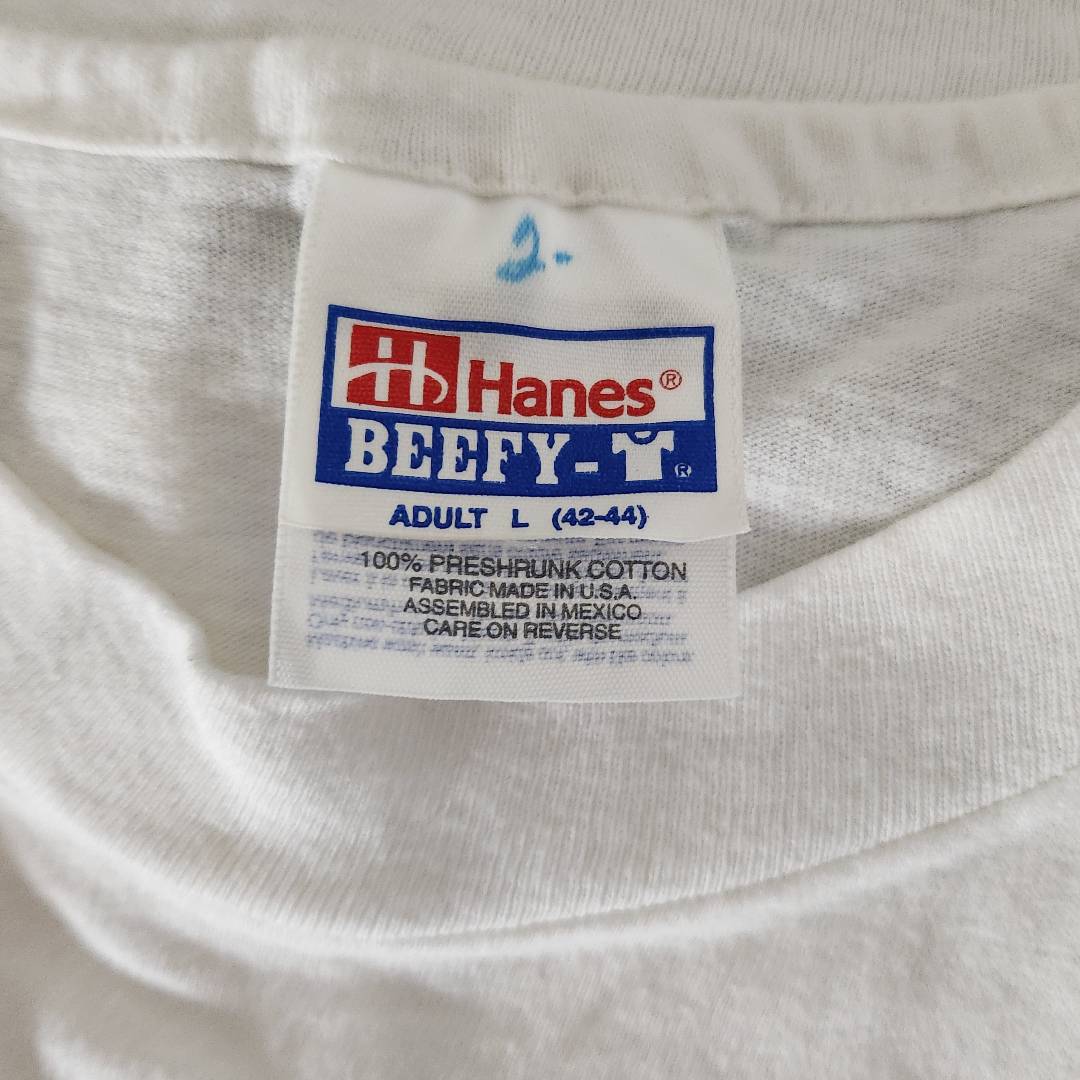 2.
Hanes®
BEEFY-T®
ADULT L (42-44)
100% PRESHRUNK COTTON
FABRIC MADE IN U.S.A.
ASSEMBLED IN MEXICO
CARE ON REVERSE